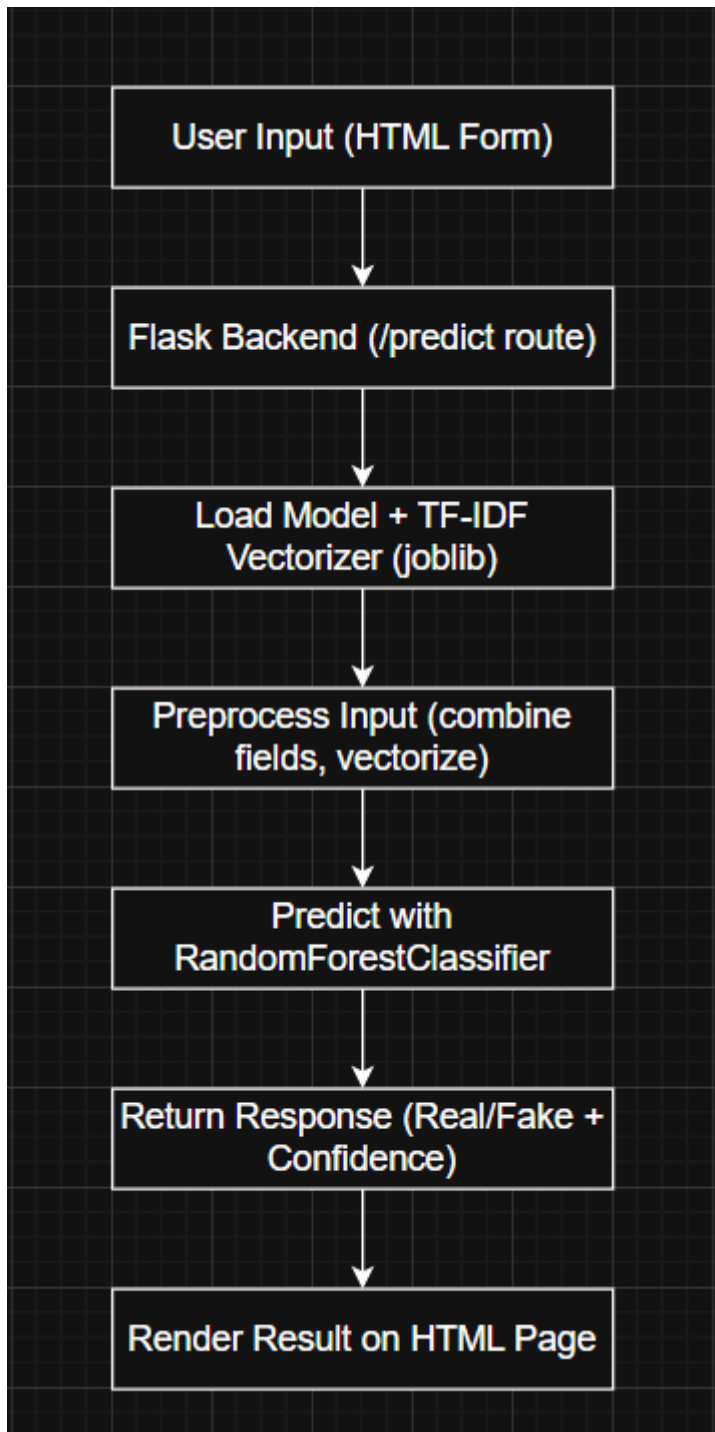 User Input (HTML Form)
Flask Backend (/predict route)
Load Model + TF-IDF
Vectorizer (joblib)
Preprocess Input (combine
fields, vectorize)
Predict with
RandomForestClassifier
Return Response (Real/Fake +
Confidence)
Render Result on HTML Page